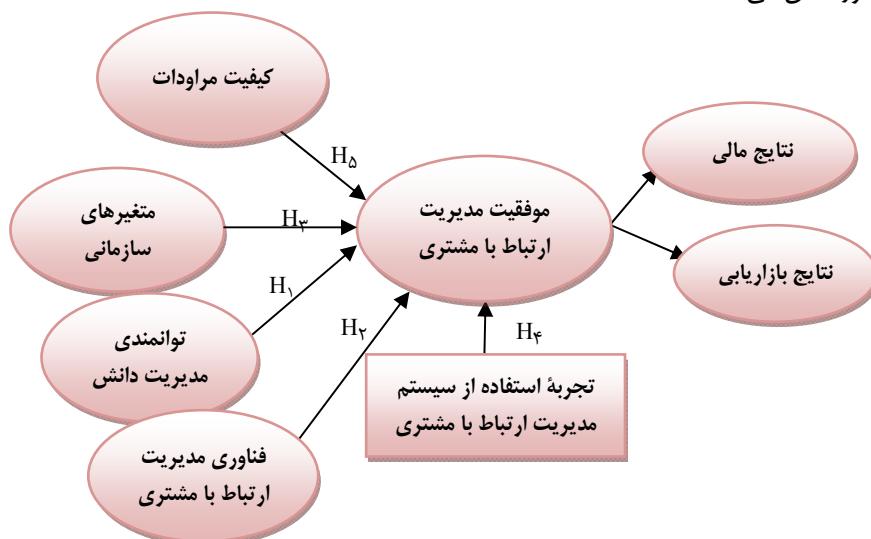 کیفیت مراودات
H۵
نتایج مالی
موفقیت مدیریت
ارتباط با مشتری
متغیرهای
سازمانی
H۳
نتایج بازاریابی
H۱
توانمندی
مدیریت دانش
H۲
H۴
تجربۀ استفاده از سیستم
مدیریت ارتباط با مشتری
فناوری مدیریت
ارتباط با مشتری